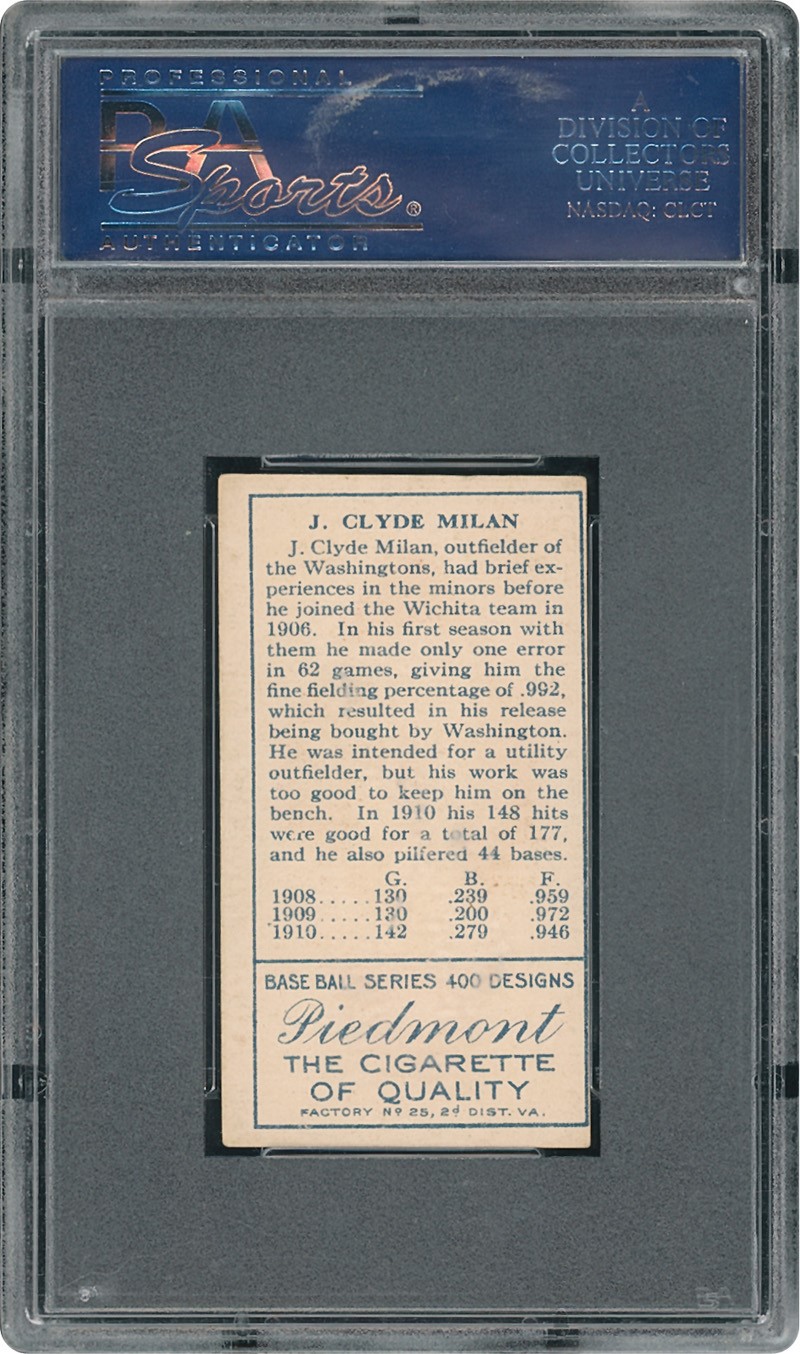 PROFESSIONAL
PSA
Sports®
AUTHENTICATOR
A
DIVISION OF
COLLECTORS
UNIVERSE
NASDAQ: CLCT
J. CLYDE MILAN
J. Clyde Milan, outfielder of
the Washingtons, had brief ex-
periences in the minors before
he joined the Wichita team in
1906. In his first season with
them he made only one error
in 62 games, giving him the
fine fielding percentage of .992,
which resulted in his release
being bought by Washington.
He was intended for a utility
outfielder, but his work was
too good to keep him on the
bench. In 1910 his 148 hits
were good for a total of 177,
and he also pilfered 44 bases.
G. B. F.
1908.....130 .239 .959
1909.....130 .200 .972
1910.....142 .279 .946
BASE BALL SERIES 400 DESIGNS
Piedmont
THE CIGARETTE
OF QUALITY
FACTORY Nº 25, 2d DIST. VA.